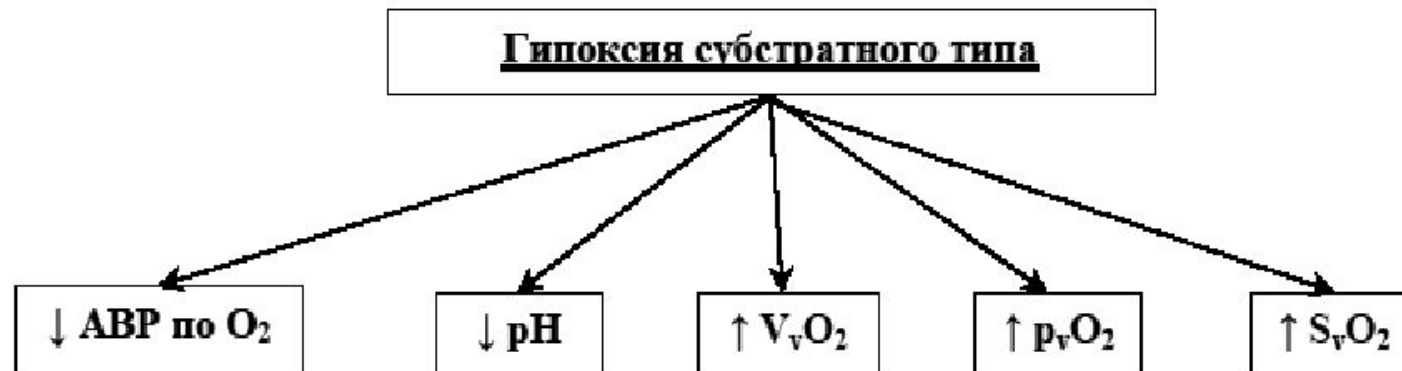 Гипоксия субстратного типа
↓ АВР по O₂
↓ pH
↑ VᵥO₂
↑ pᵥO₂
↑ SᵥO₂